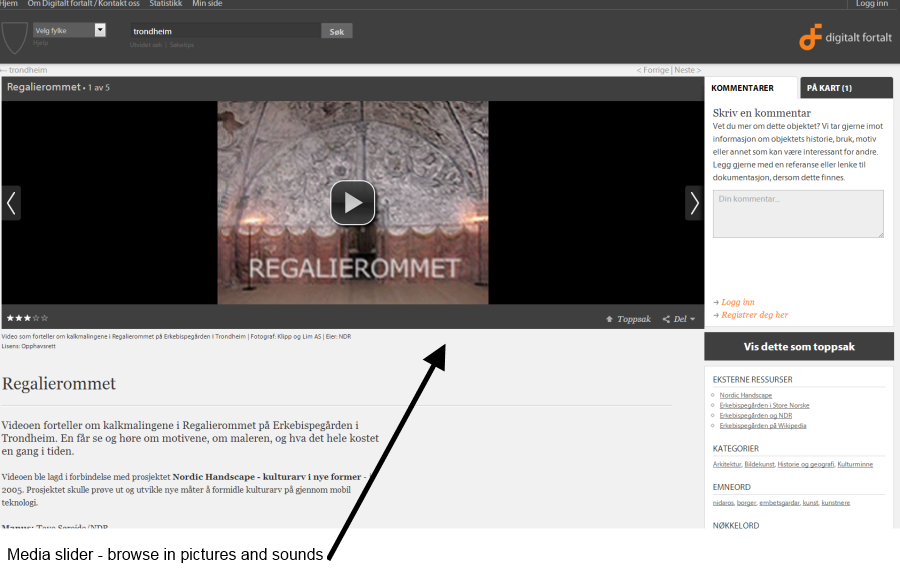 Hjem Om Digitalt fortalt / Kontakt oss Statistikk Min side Logg inn
Velg fylke trondheim Søk
Hjelp Utvidet søk | Søketips
digitalt fortalt
← trondheim < Forrige | Neste >
Regalierommet • 1 av 5
REGALIEROMMET
Toppsak Del
Video som forteller om kalkmalingene i Regalierommet på Erkebispegården i Trondheim | Fotograf: Klipp og Lim AS | Eier: NDR
Lisens: Opphavsrett
Regalierommet
Videoen forteller om kalkmalingene i Regalierommet på Erkebispegården i
Trondheim. En får se og høre om motivene, om maleren, og hva det hele kostet
en gang i tiden.
Videoen ble lagd i forbindelse med prosjektet Nordic Handscape - kulturarv i nye former -
2005. Prosjektet skulle prøve ut og utvikle nye måter å formidle kulturarv på gjennom mobil
teknologi.
KOMMENTARER PÅ KART (1)
Skriv en kommentar
Vet du mer om dette objektet? Vi tar gjerne imot
informasjon om objektets historie, bruk, motiv
eller annet som kan være interessant for andre.
Legg gjerne med en referanse eller lenke til
dokumentasjon, dersom dette finnes.
Din kommentar...
→ Logg inn
→ Registrer deg her
Vis dette som toppsak
EKSTERNE RESSURSER
Nordic Handscape
Erkebispegården i Store Norske
Erkebispegården og NDR
Erkebispegården på Wikipedia
KATEGORIER
Arkitektur, Bildekunst, Historie og geografi, Kulturminne
EMNEORD
nidaros, borger, embetsgardar, kunst, kunstnere
NØKKELORD
Media slider - browse in pictures and sounds